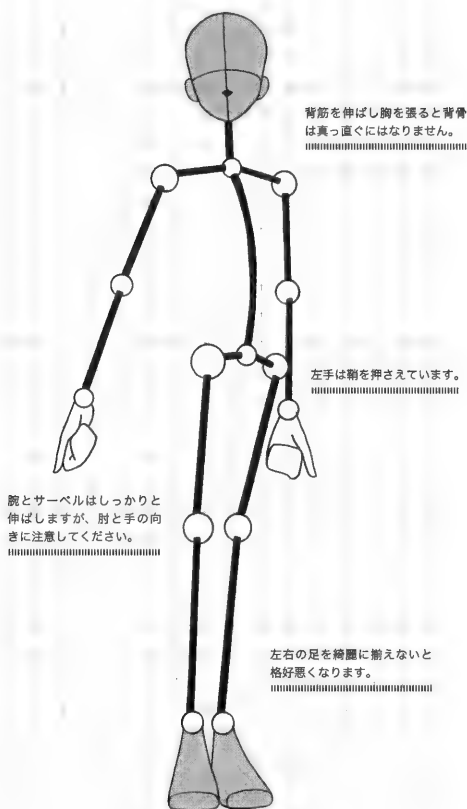 背筋を伸ばし胸を張ると背骨
は真っ直ぐにはなりません。
左手は鞘を押さえています。
腕とサーベルはしっかりと
伸ばしますが、肘と手の向
きに注意してください。
左右の足を綺麗に揃えないと
格好悪くなります。